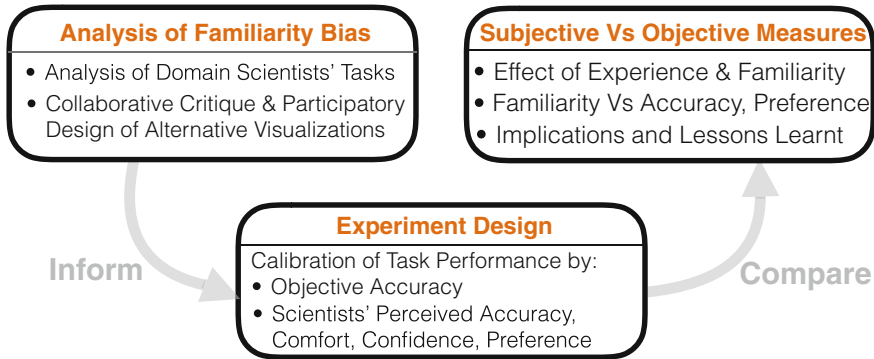 Analysis of Familiarity Bias
• Analysis of Domain Scientists' Tasks
• Collaborative Critique & Participatory
Design of Alternative Visualizations
Subjective Vs Objective Measures
• Effect of Experience & Familiarity
• Familiarity Vs Accuracy, Preference
• Implications and Lessons Learnt
Inform
Experiment Design
Calibration of Task Performance by:
• Objective Accuracy
• Scientists' Perceived Accuracy,
Comfort, Confidence, Preference
Compare